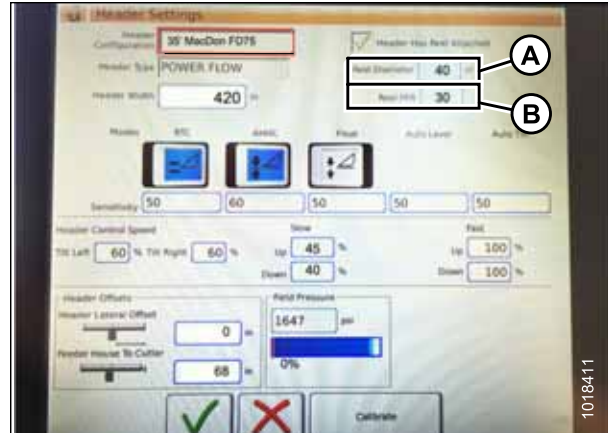 Header Settings
Header Configuration 35' MacDon FD75
Header Has Reel Attached
A
Header Type POWER FLOW
Reel Diameter 40
Header Width 420 in
Reel PPR 30
B
Modes RTC AHHC Float Auto Level Auto Tilt
Sensitivity 50 60 50 50 50
Header Control Speed
Slow
Fast
Tilt Left 60 % Tilt Right 60 %
Up 45 %
Up 100 %
Down 40 %
Down 100 %
Header Offsets
Field Pressure
Header Lateral Offset
0 in
1647 psi
Feeder House To Cutter
68 in
0%
Calibrate
1018411